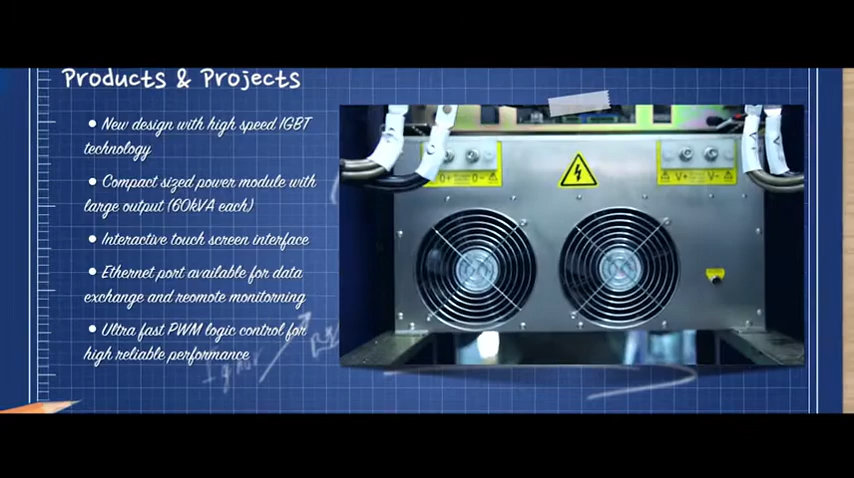 Products & Projects
● New design with high speed IGBT
technology
● Compact sized power module with
large output (60kVA each)
● Interactive touch screen interface
● Ethernet port available for data
exchange and reomote monitorning
● Ultra fast PWM logic control for
high reliable performance
V+
V-